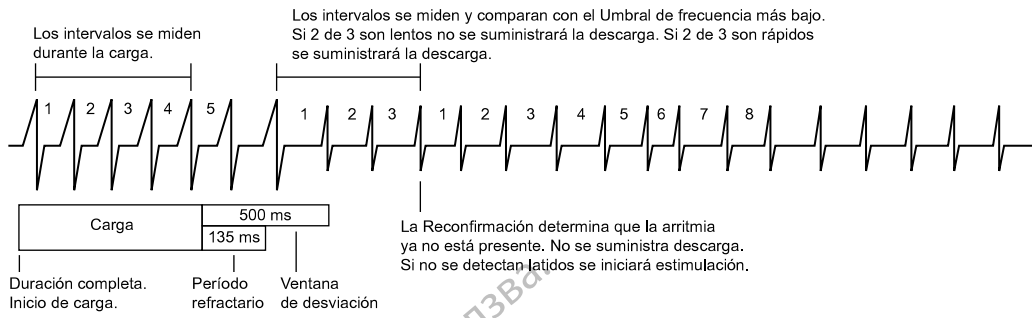 Los intervalos se miden
durante la carga.
Los intervalos se miden y comparan con el Umbral de frecuencia más bajo.
Si 2 de 3 son lentos no se suministrará la descarga. Si 2 de 3 son rápidos
se suministrará la descarga.
1 2 3 4 5 1 2 3 1 2 3 4 5 6 7 8
Carga
500 ms
135 ms
Duración completa.
Inicio de carga.
Período
refractario
Ventana
de desviación
La Reconfirmación determina que la arritmia
ya no está presente. No se suministra descarga.
Si no se detectan latidos se iniciará estimulación.